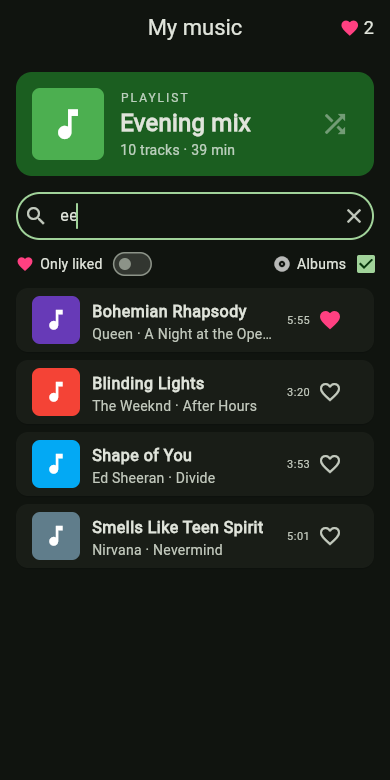 My music
2
PLAYLIST
Evening mix
10 tracks · 39 min
ee
Only liked
Albums
Bohemian Rhapsody
Queen · A Night at the Ope…
5:55
Blinding Lights
The Weeknd · After Hours
3:20
Shape of You
Ed Sheeran · Divide
3:53
Smells Like Teen Spirit
Nirvana · Nevermind
5:01